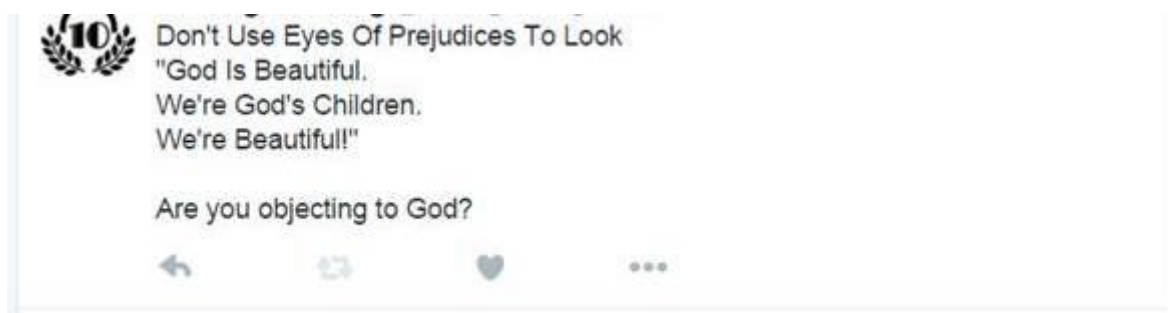 10
Don't Use Eyes Of Prejudices To Look
"God Is Beautiful.
We're God's Children.
We're Beautiful!"
Are you objecting to God?